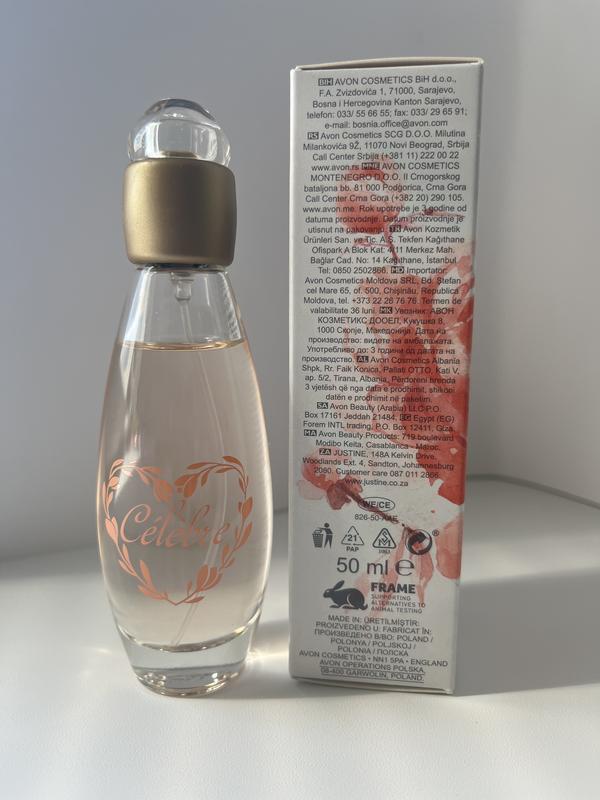 Célèbre
BIH AVON COSMETICS BiH d.o.o.,
F.A. Zvizdovića 1, 71000, Sarajevo,
Bosna i Hercegovina Kanton Sarajevo,
telefon: 033/ 55 66 55; fax: 033/ 29 65 91;
e-mail: bosnia.office@avon.com
RS Avon Cosmetics SCG D.O.O. Milutina
Milankovića 9Ž, 11070 Novi Beograd, Srbija
Call Center Srbija (+381 11) 222 00 22
www.avon.rs MNE AVON COSMETICS
MONTENEGRO D.O.O. II Crnogorskog
bataljona bb. 81 000 Podgorica, Crna Gora
Call Center Crna Gora (+382 20) 290 105.
www.avon.me. Rok upotrebe je 3 godine od
datuma proizvodnje. Datum proizvodnje je
utisnut na pakovanju. TR Avon Kozmetik
Ürünleri San. ve Tic. A.Ş. Tekfen Kağıthane
Ofispark A Blok Kat: 4/11 Merkez Mah.
Bağlar Cad. No: 14 Kağıthane, İstanbul
Tel: 0850 2502866. MD Importator:
Avon Cosmetics Moldova SRL, Bd. Ştefan
cel Mare 65, of. 500, Chişinău, Republica
Moldova, tel. +373 22 26 76 76. Termen de
valabilitate 36 luni. MK Увозник: АВОН
КОЗМЕТИКС ДООЕЛ, Кукушка 8,
1000 Скопје, Македонија. Дата на
производство: видете на амбалажата.
Употребливо до: 3 години од датата на
производство. AL Avon Cosmetics Albania
Shpk, Rr. Faik Konica, Pallati OTTO, Kati V,
ap. 5/2, Tirana, Albania, Përdoreni brenda
3 vjetësh që nga data e prodhimit, shikoni
datën e prodhimit në paketim.
SA Avon Beauty (Arabia) LLC P.O.
Box 17161 Jeddah 21484. EG Egypt (EG)
Forem INTL trading, P.O. Box 12411, Giza.
MA Avon Beauty Products: 719 boulevard
Modibo Keita, Casablanca - Maroc.
ZA JUSTINE, 148A Kelvin Drive,
Woodlands Ext. 4, Sandton, Johannesburg
2080. Customer care 087 011 2866
www.justine.co.za
WE/CE
826-50-AAE
21
PAP
50 ml e
FRAME
SUPPORTING
ALTERNATIVES TO
ANIMAL TESTING
MADE IN: ÜRETİLMİŞTİR:
PROIZVEDENO U: FABRICAT ÎN:
ПРОИЗВЕДЕНО В/ВО: POLAND /
POLONYA / POLJSKOJ /
POLONIA / ПОЛСКА
AVON COSMETICS • NN1 5PA • ENGLAND
AVON OPERATIONS POLSKA,
08-400 GARWOLIN, POLAND.